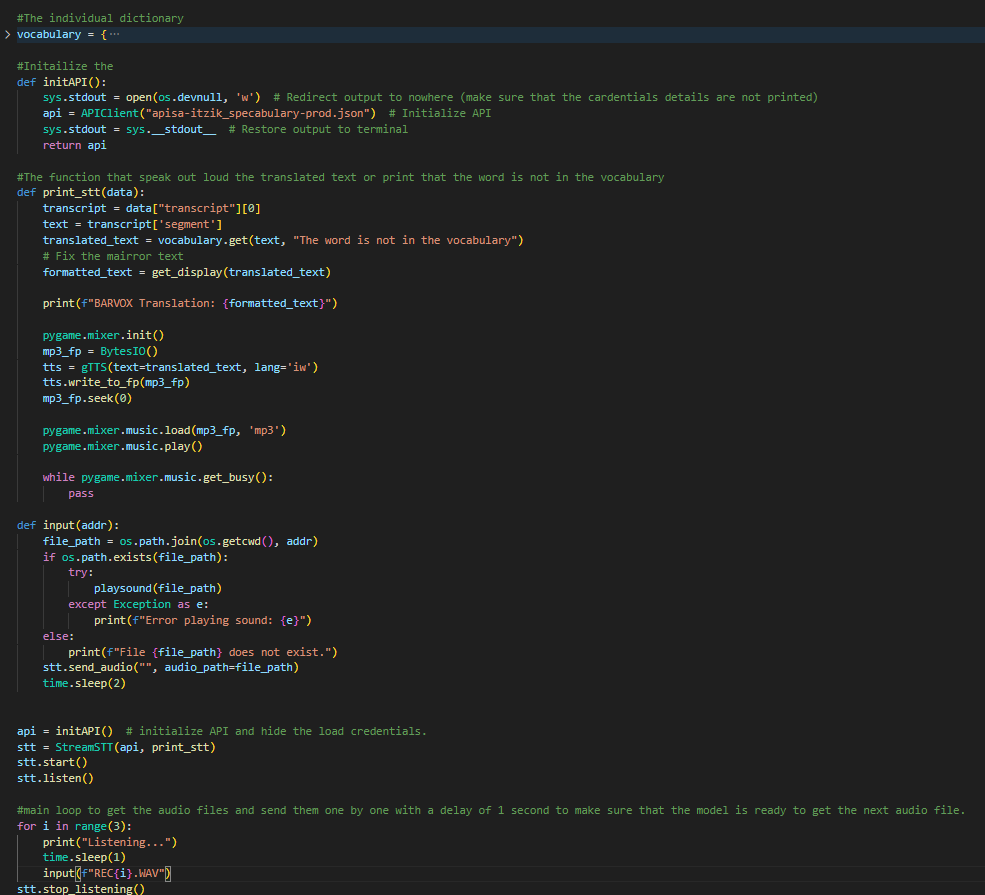 #The individual dictionary
vocabulary = {···

#Initailize the
def initAPI():
    sys.stdout = open(os.devnull, 'w')  # Redirect output to nowhere (make sure that the cardentials details are not printed)
    api = APIClient("apisa-itzik_specabulary-prod.json")  # Initialize API
    sys.stdout = sys.__stdout__  # Restore output to terminal
    return api

#The function that speak out loud the translated text or print that the word is not in the vocabulary
def print_stt(data):
    transcript = data["transcript"][0]
    text = transcript['segment']
    translated_text = vocabulary.get(text, "The word is not in the vocabulary")
    # Fix the mairror text
    formatted_text = get_display(translated_text)

    print(f"BARVOX Translation: {formatted_text}")

    pygame.mixer.init()
    mp3_fp = BytesIO()
    tts = gTTS(text=translated_text, lang='iw')
    tts.write_to_fp(mp3_fp)
    mp3_fp.seek(0)

    pygame.mixer.music.load(mp3_fp, 'mp3')
    pygame.mixer.music.play()

    while pygame.mixer.music.get_busy():
        pass

def input(addr):
    file_path = os.path.join(os.getcwd(), addr)
    if os.path.exists(file_path):
        try:
            playsound(file_path)
        except Exception as e:
            print(f"Error playing sound: {e}")
    else:
        print(f"File {file_path} does not exist.")
    stt.send_audio("", audio_path=file_path)
    time.sleep(2)


api = initAPI()  # initialize API and hide the load credentials.
stt = StreamSTT(api, print_stt)
stt.start()
stt.listen()

#main loop to get the audio files and send them one by one with a delay of 1 second to make sure that the model is ready to get the next audio file.
for i in range(3):
    print("Listening...")
    time.sleep(1)
    input(f"REC{i}.WAV")
stt.stop_listening()